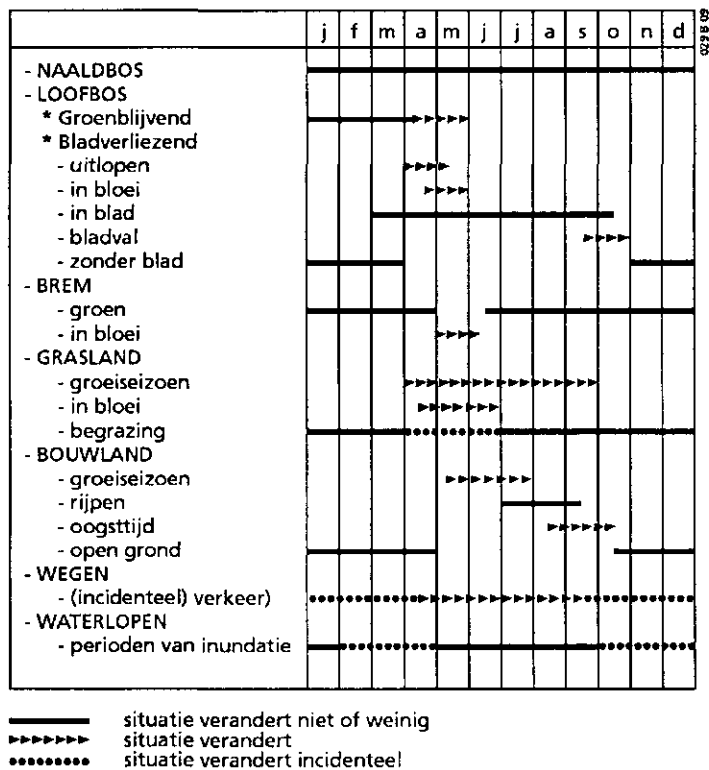 j f m a m j j a s o n d
029 B 09
- NAALDBOS
- LOOFBOS
* Groenblijvend
* Bladverliezend
- uitlopen
- in bloei
- in blad
- bladval
- zonder blad
- BREM
- groen
- in bloei
- GRASLAND
- groeiseizoen
- in bloei
- begrazing
- BOUWLAND
- groeiseizoen
- rijpen
- oogsttijd
- open grond
- WEGEN
- (incidenteel) verkeer)
- WATERLOPEN
- perioden van inundatie
situatie verandert niet of weinig
situatie verandert
situatie verandert incidenteel